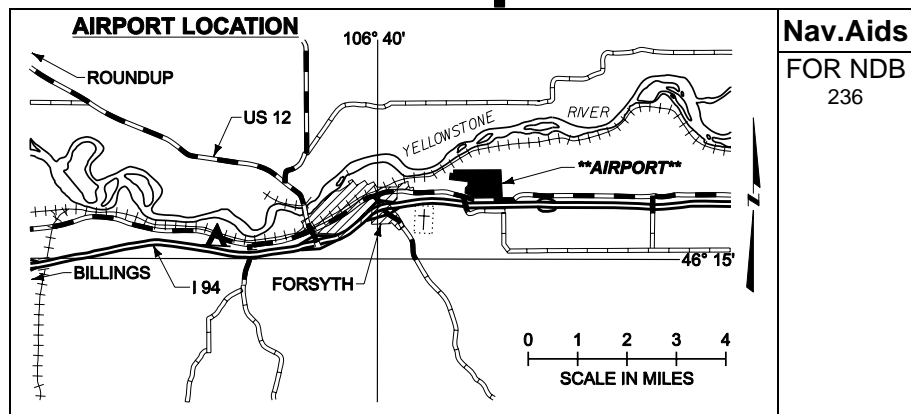 AIRPORT LOCATION
106° 40'
ROUNDUP
US 12
YELLOWSTONE RIVER
**AIRPORT**
N
46° 15'
BILLINGS
I 94
FORSYTH
0 1 2 3 4
SCALE IN MILES
Nav.Aids
FOR NDB
236